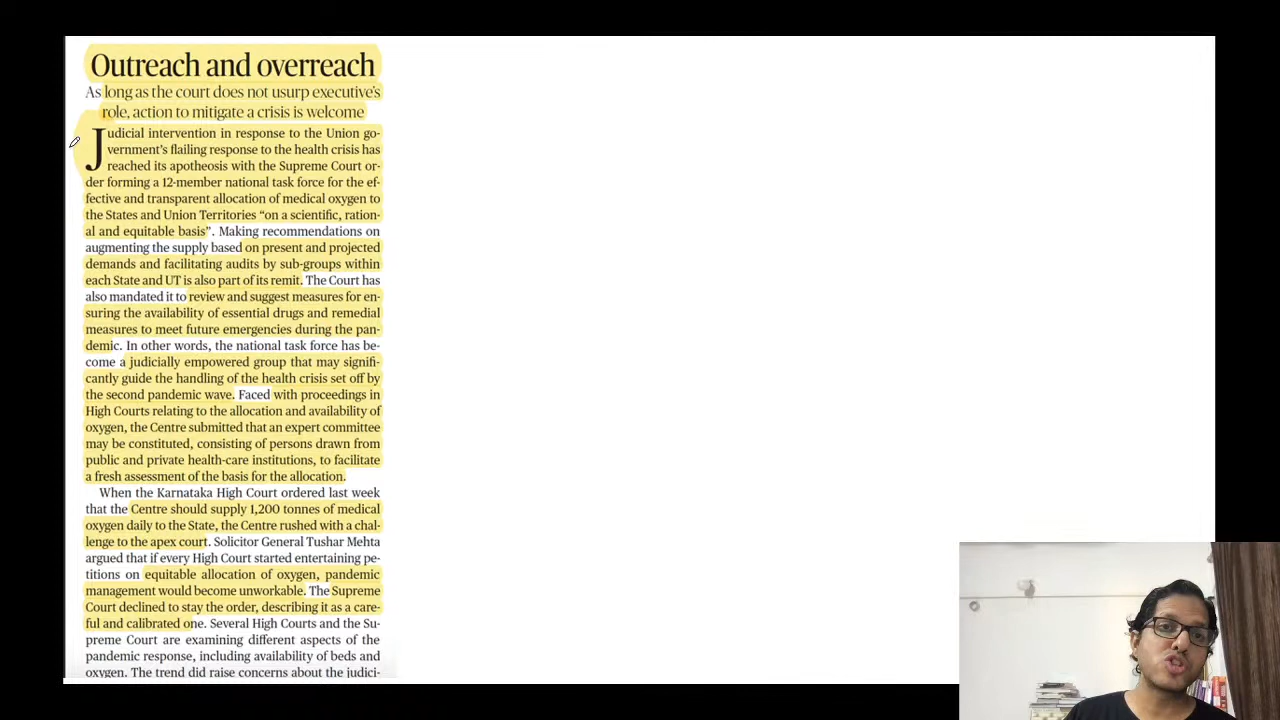 Outreach and overreach
As long as the court does not usurp executive's
role, action to mitigate a crisis is welcome
Judicial intervention in response to the Union go-
vernment's flailing response to the health crisis has
reached its apotheosis with the Supreme Court or-
der forming a 12-member national task force for the ef-
fective and transparent allocation of medical oxygen to
the States and Union Territories “on a scientific, ration-
al and equitable basis”. Making recommendations on
augmenting the supply based on present and projected
demands and facilitating audits by sub-groups within
each State and UT is also part of its remit. The Court has
also mandated it to review and suggest measures for en-
suring the availability of essential drugs and remedial
measures to meet future emergencies during the pan-
demic. In other words, the national task force has be-
come a judicially empowered group that may signifi-
cantly guide the handling of the health crisis set off by
the second pandemic wave. Faced with proceedings in
High Courts relating to the allocation and availability of
oxygen, the Centre submitted that an expert committee
may be constituted, consisting of persons drawn from
public and private health-care institutions, to facilitate
a fresh assessment of the basis for the allocation.
When the Karnataka High Court ordered last week
that the Centre should supply 1,200 tonnes of medical
oxygen daily to the State, the Centre rushed with a chal-
lenge to the apex court. Solicitor General Tushar Mehta
argued that if every High Court started entertaining pe-
titions on equitable allocation of oxygen, pandemic
management would become unworkable. The Supreme
Court declined to stay the order, describing it as a care-
ful and calibrated one. Several High Courts and the Su-
preme Court are examining different aspects of the
pandemic response, including availability of beds and
oxygen. The trend did raise concerns about the judici-